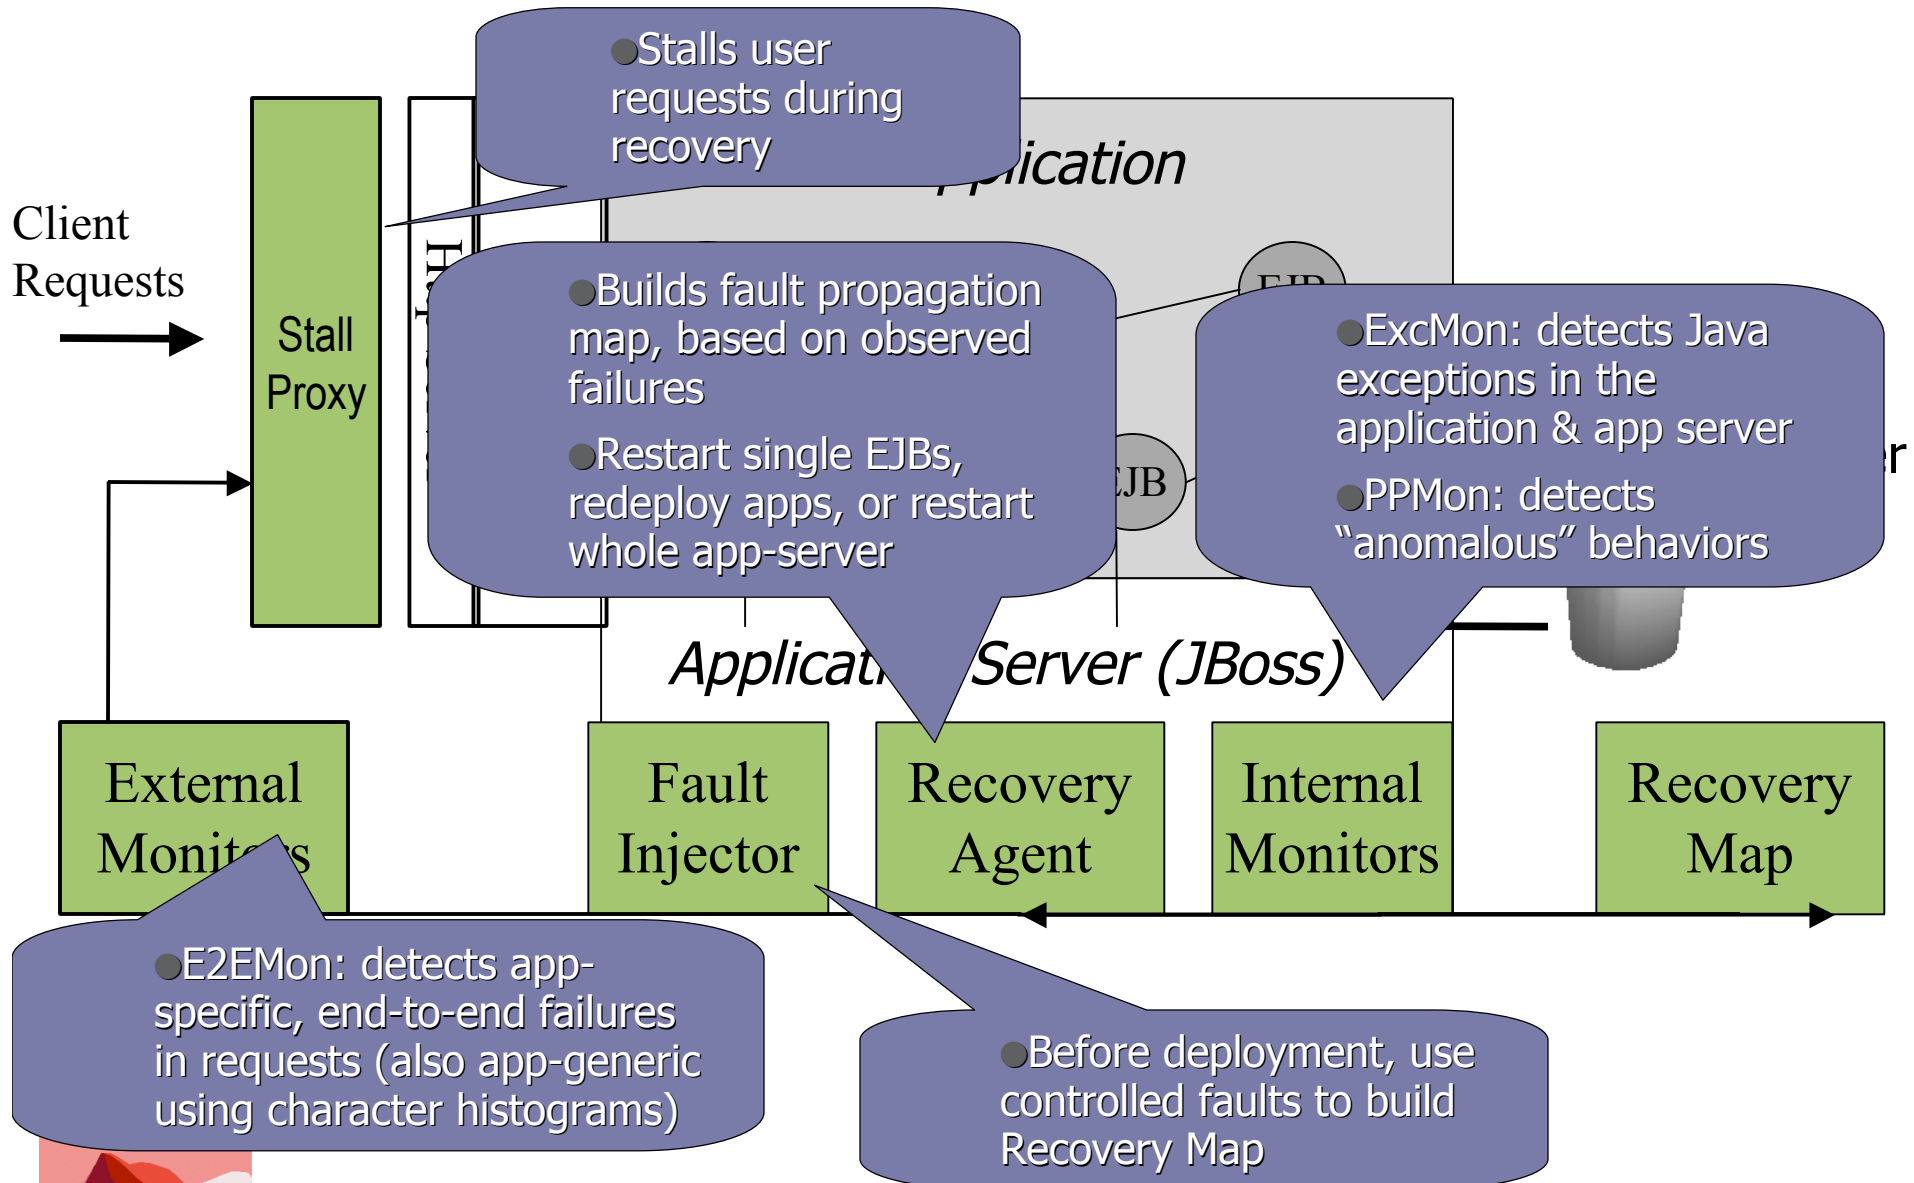 Stalls user
requests during
recovery
Client
Requests
Stall
Proxy
Builds fault propagation
map, based on observed
failures
Restart single EJBs,
redeploy apps, or restart
whole app-server
ExcMon: detects Java
exceptions in the
application & app server
PPMon: detects
“anomalous” behaviors
Server (JBoss)
External
Monitors
Fault
Injector
Recovery
Agent
Internal
Monitors
Recovery
Map
E2EMon: detects app-
specific, end-to-end failures
in requests (also app-generic
using character histograms)
Before deployment, use
controlled faults to build
Recovery Map